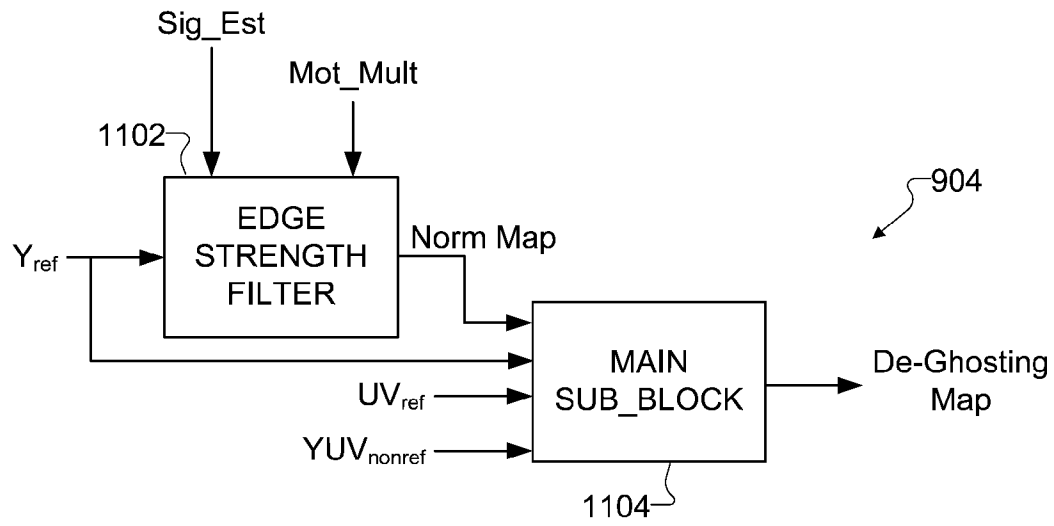 Sig_Est
Mot_Mult
1102
904
EDGE
STRENGTH
FILTER
Norm Map
Yref
MAIN
SUB_BLOCK
De-Ghosting
Map
UVref
YUVnonref
1104